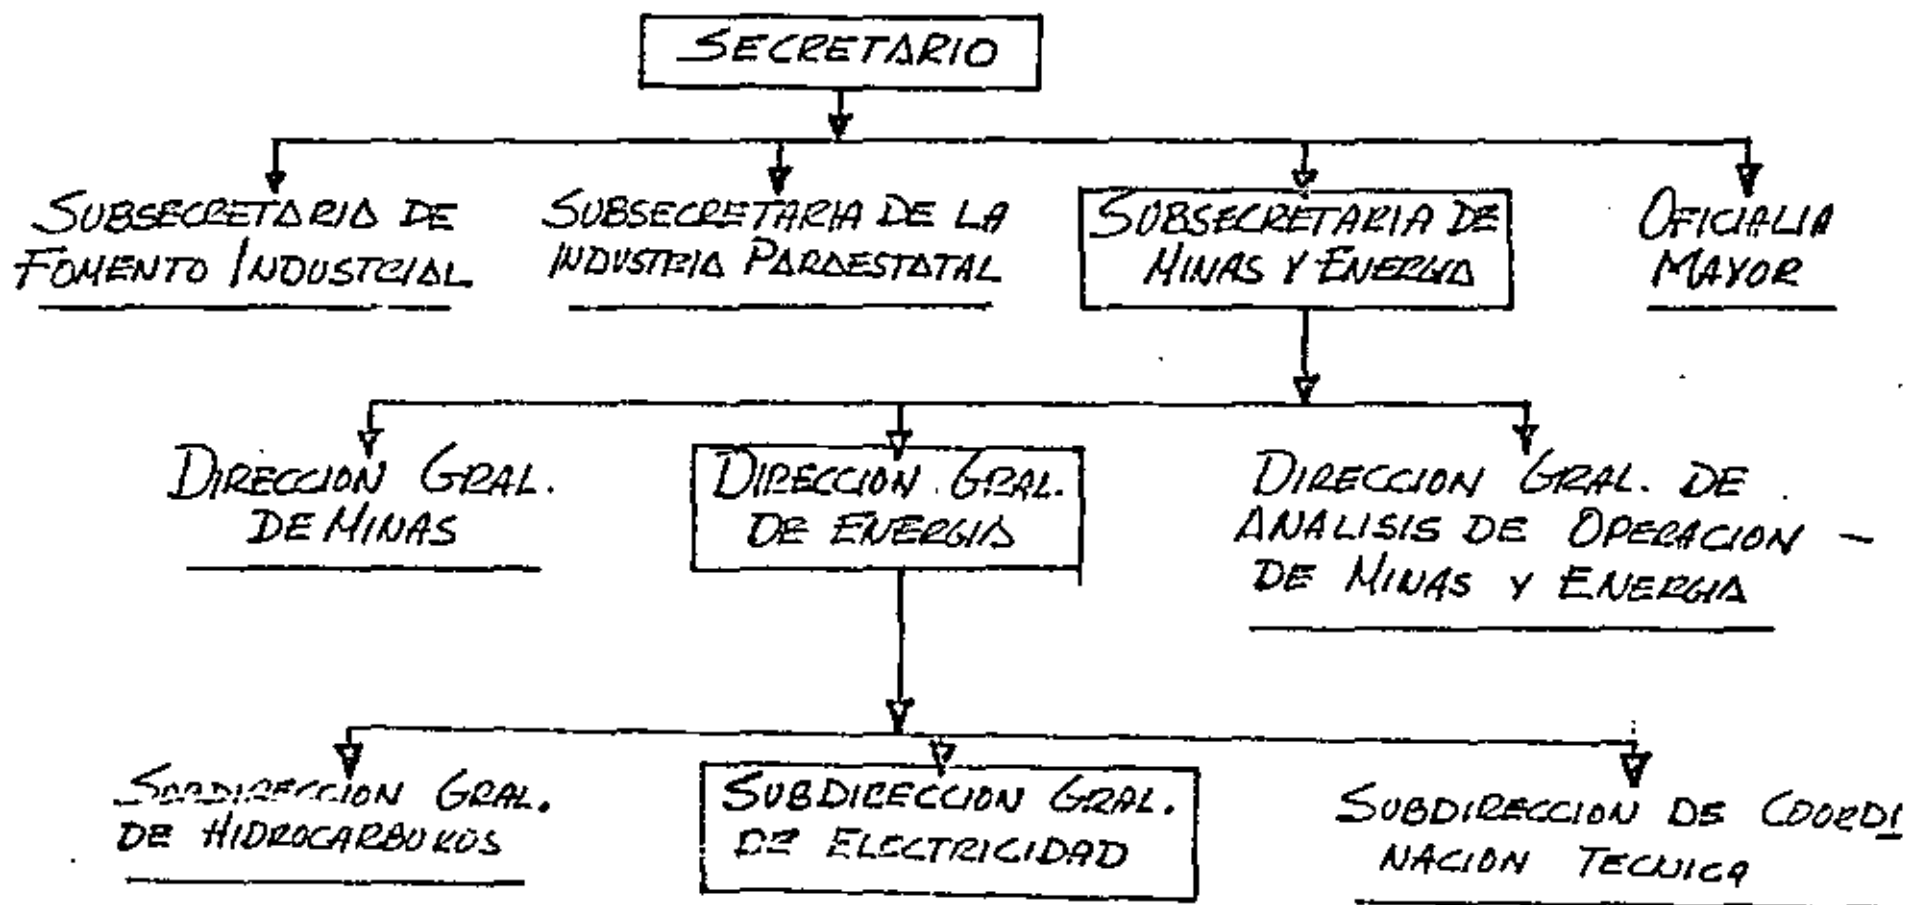 SECRETARIO
SUBSECRETARIA DE
FOMENTO INDUSTRIAL
SUBSECRETARIA DE LA
INDUSTRIA PARAESTATAL
SUBSECRETARIA DE
MINAS Y ENERGIA
OFICIALIA
MAYOR
DIRECCION GRAL.
DE MINAS
DIRECCION GRAL.
DE ENERGIA
DIRECCION GRAL. DE
ANALISIS DE OPERACION -
DE MINAS Y ENERGIA
SUBDIRECCION GRAL.
DE HIDROCARBUROS
SUBDIRECCION GRAL.
DE ELECTRICIDAD
SUBDIRECCION DE COORDI
NACION TECNICA